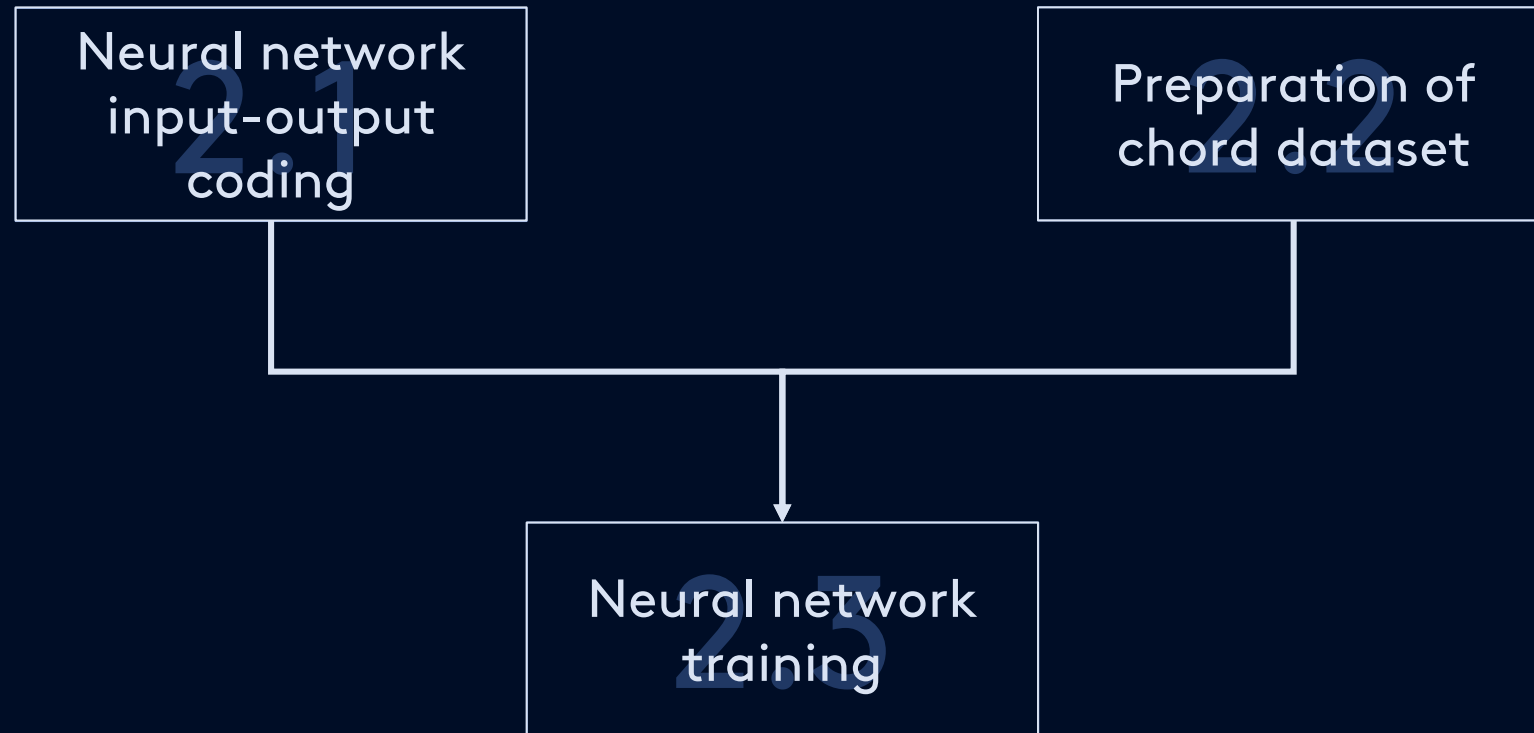 2.1
Neural network
input-output
coding
2.2
Preparation of
chord dataset
2.3
Neural network
training